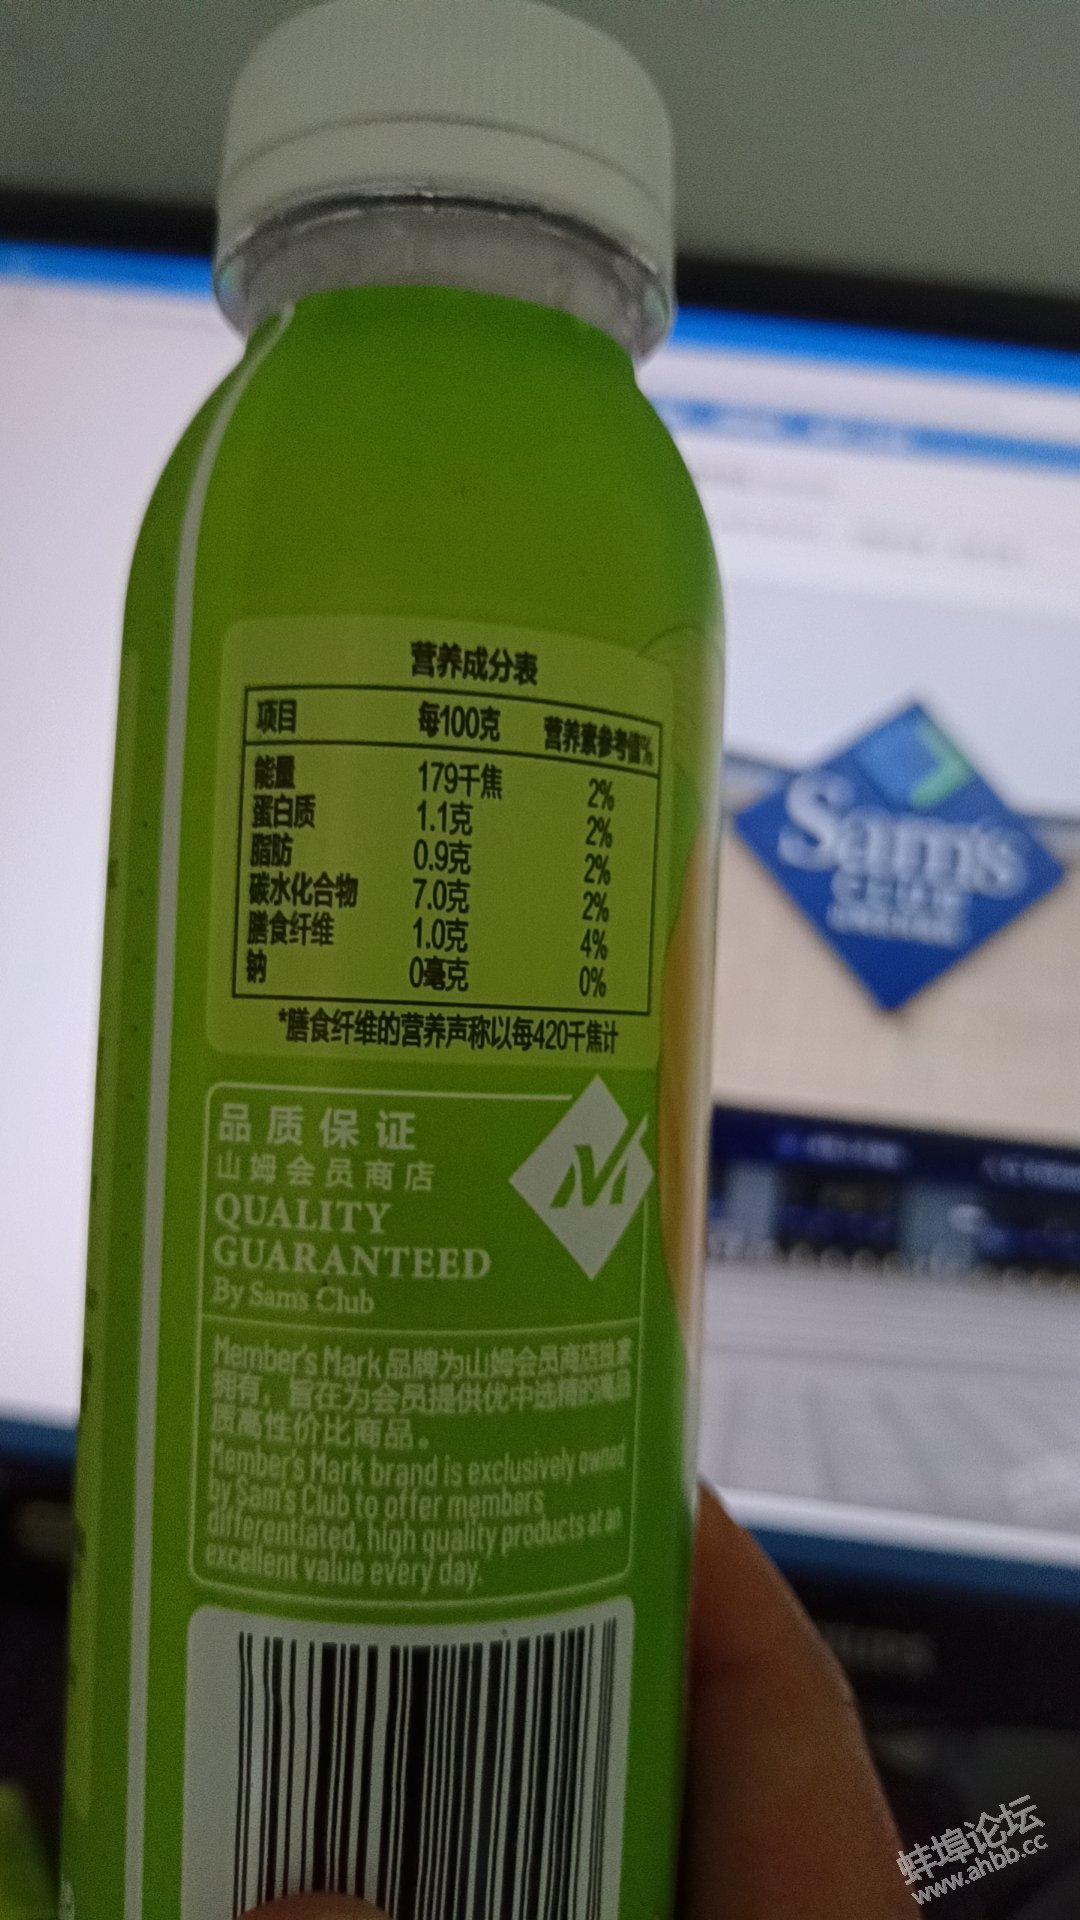 营养成分表
项目 每100克 营养素参考值%
能量 179千焦 2%
蛋白质 1.1克 2%
脂肪 0.9克 2%
碳水化合物 7.0克 2%
膳食纤维 1.0克 4%
钠 0毫克 0%
*膳食纤维的营养声称以每420千焦计
品质保证
山姆会员商店
QUALITY
GUARANTEED
By Sam's Club
Member's Mark品牌为山姆会员商店独家
拥有，旨在为会员提供优中选精的高品
质高性价比商品。
Member's Mark brand is exclusively owned
by Sam's Club to offer members
differentiated, high quality products at an
excellent value every day.
Sam's
蚌埠论坛
www.ahbb.cc